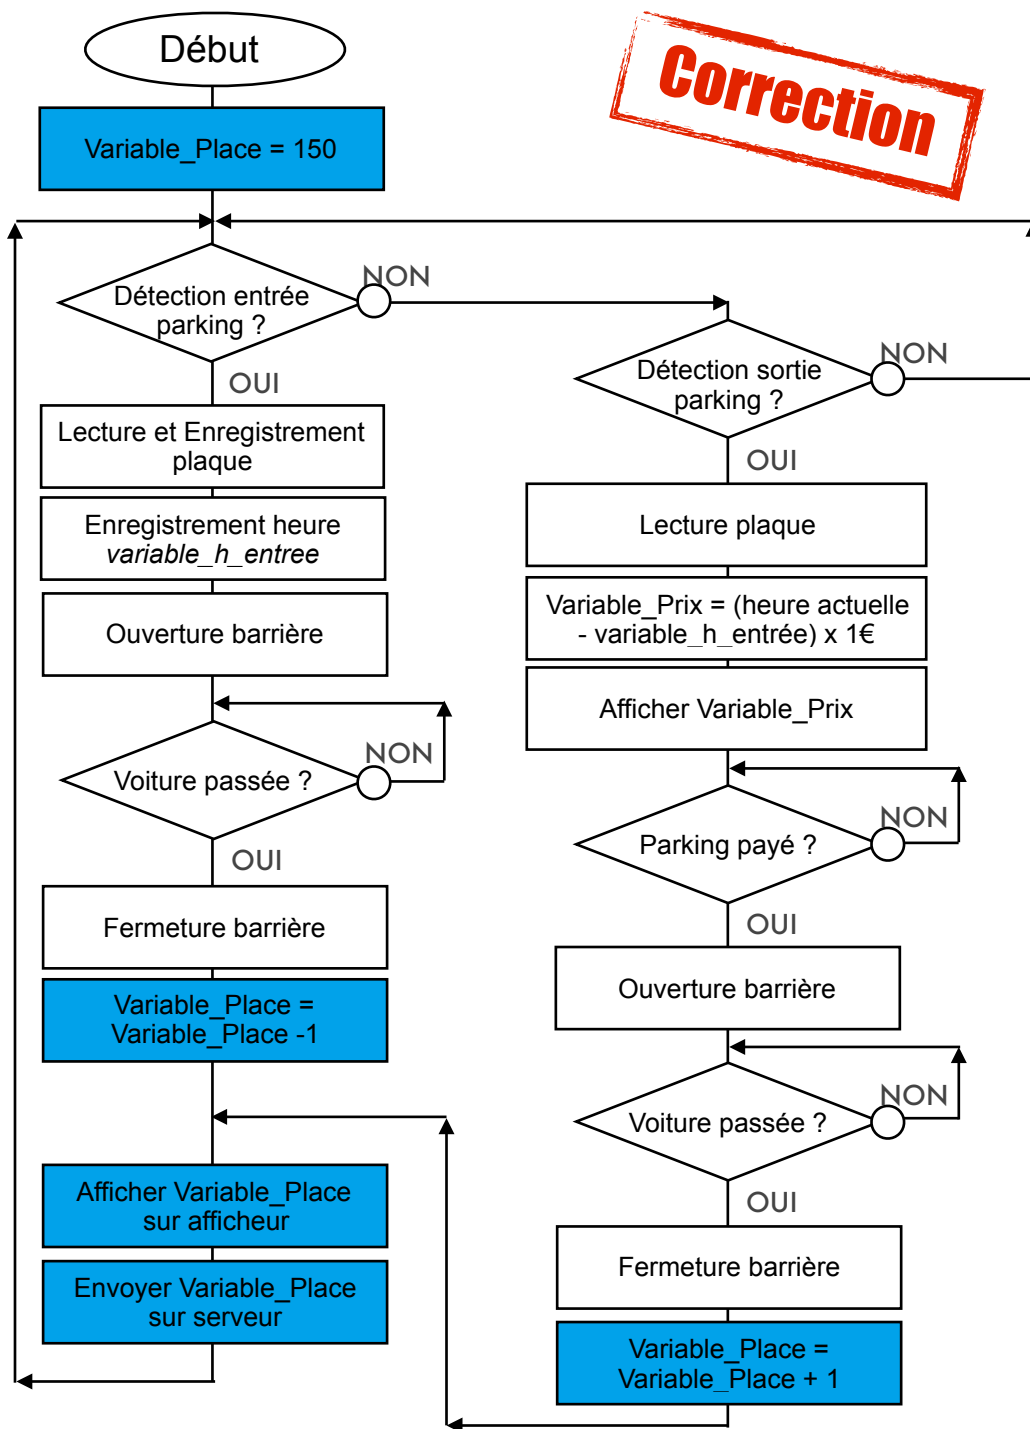 Début
Correction
Variable_Place = 150
Détection entrée
parking ?
NON
OUI
Lecture et Enregistrement
plaque
Enregistrement heure
variable_h_entree
Ouverture barrière
Voiture passée ?
NON
OUI
Fermeture barrière
Variable_Place =
Variable_Place -1
Afficher Variable_Place
sur afficheur
Envoyer Variable_Place
sur serveur
Détection sortie
parking ?
NON
OUI
Lecture plaque
Variable_Prix = (heure actuelle
- variable_h_entrée) x 1€
Afficher Variable_Prix
Parking payé ?
NON
OUI
Ouverture barrière
Voiture passée ?
NON
OUI
Fermeture barrière
Variable_Place =
Variable_Place + 1